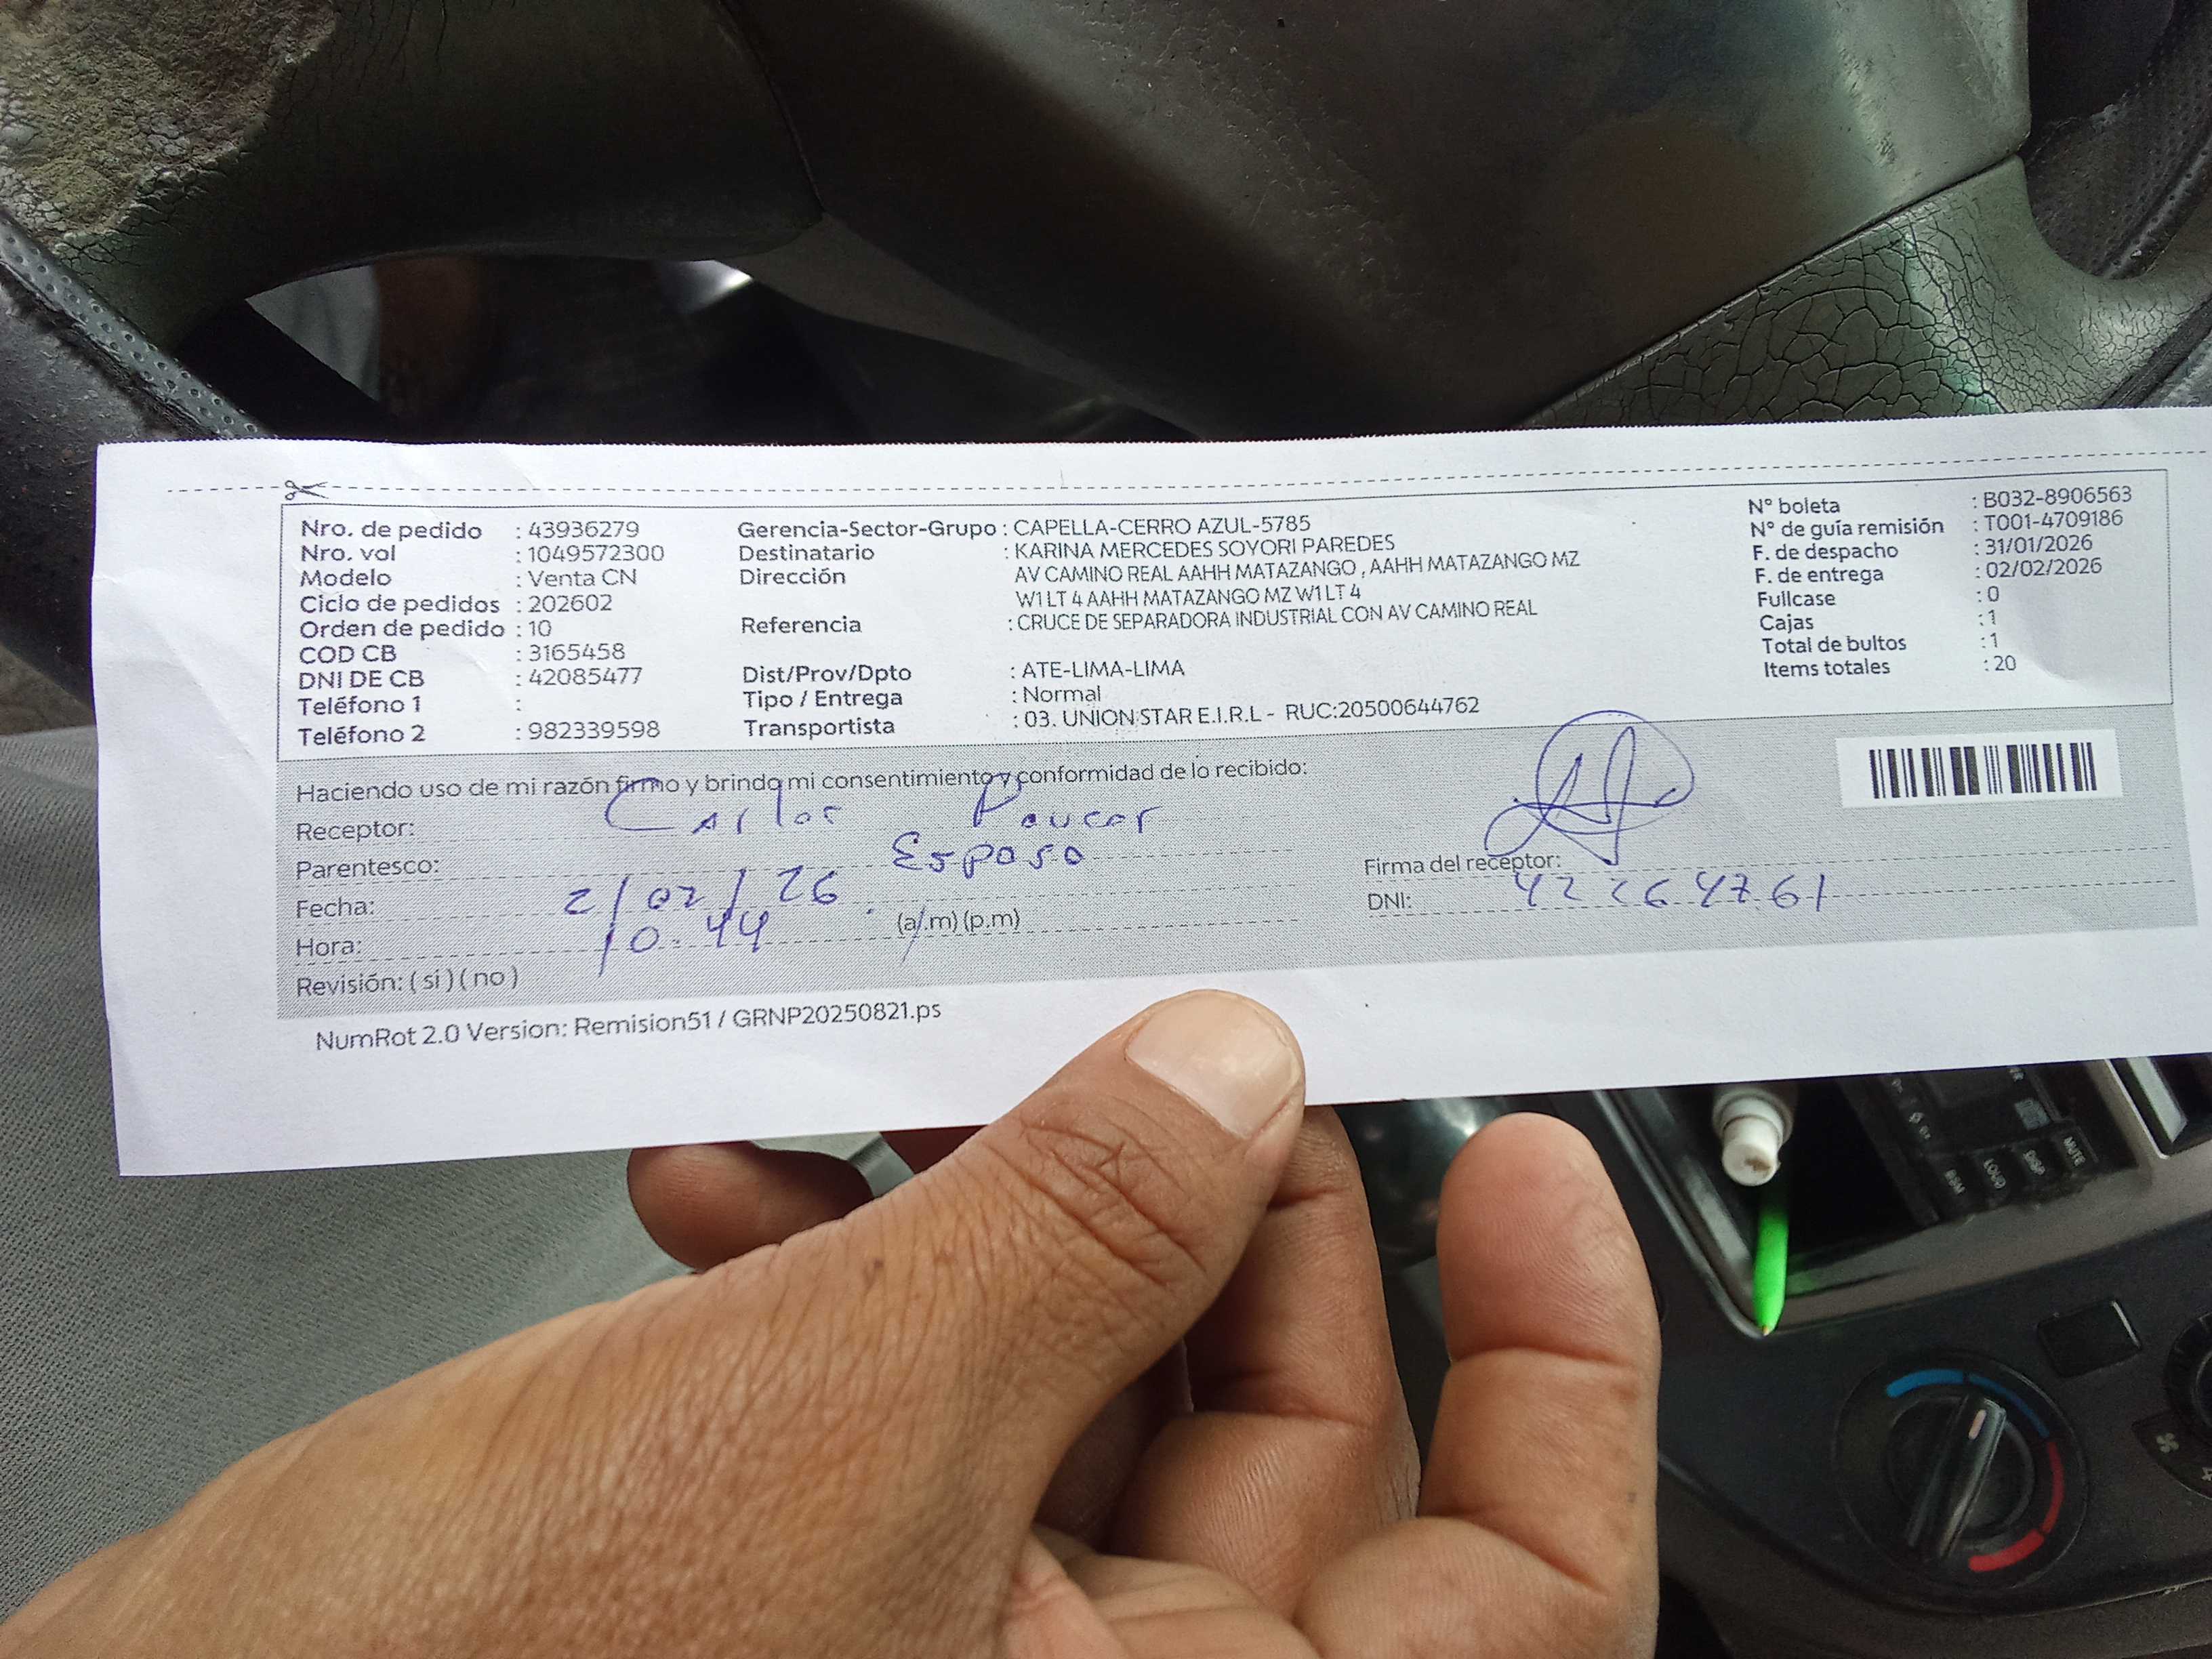 Nro. de pedido : 43936279
Nro. vol : 1049572300
Modelo : Venta CN
Ciclo de pedidos : 202602
Orden de pedido : 10
COD CB : 3165458
DNI DE CB : 42085477
Teléfono 1 :
Teléfono 2 : 982339598
Gerencia-Sector-Grupo : CAPELLA-CERRO AZUL-5785
Destinatario : KARINA MERCEDES SOYORI PAREDES
Dirección AV CAMINO REAL AAHH MATAZANGO , AAHH MATAZANGO MZ
W1 LT 4 AAHH MATAZANGO MZ W1 LT 4
Referencia : CRUCE DE SEPARADORA INDUSTRIAL CON AV CAMINO REAL
Dist/Prov/Dpto : ATE-LIMA-LIMA
Tipo / Entrega : Normal
Transportista : 03. UNION STAR E.I.R.L - RUC:20500644762
N° boleta : B032-8906563
N° de guía remisión : T001-4709186
F. de despacho : 31/01/2026
F. de entrega : 02/02/2026
Fullcase : 0
Cajas : 1
Total de bultos : 1
Items totales : 20
Haciendo uso de mi razón firmo y brindo mi consentimiento y conformidad de lo recibido:
Receptor: Carlos Paucar
Parentesco: Esposo
Fecha: 2/02/26
Hora: 10:44 (a.m) (p.m)
Revisión: ( si ) ( no )
Firma del receptor:
DNI: 42264761
NumRot 2.0 Version: Remision51 / GRNP20250821.ps
MUTE
DISP
LOUD